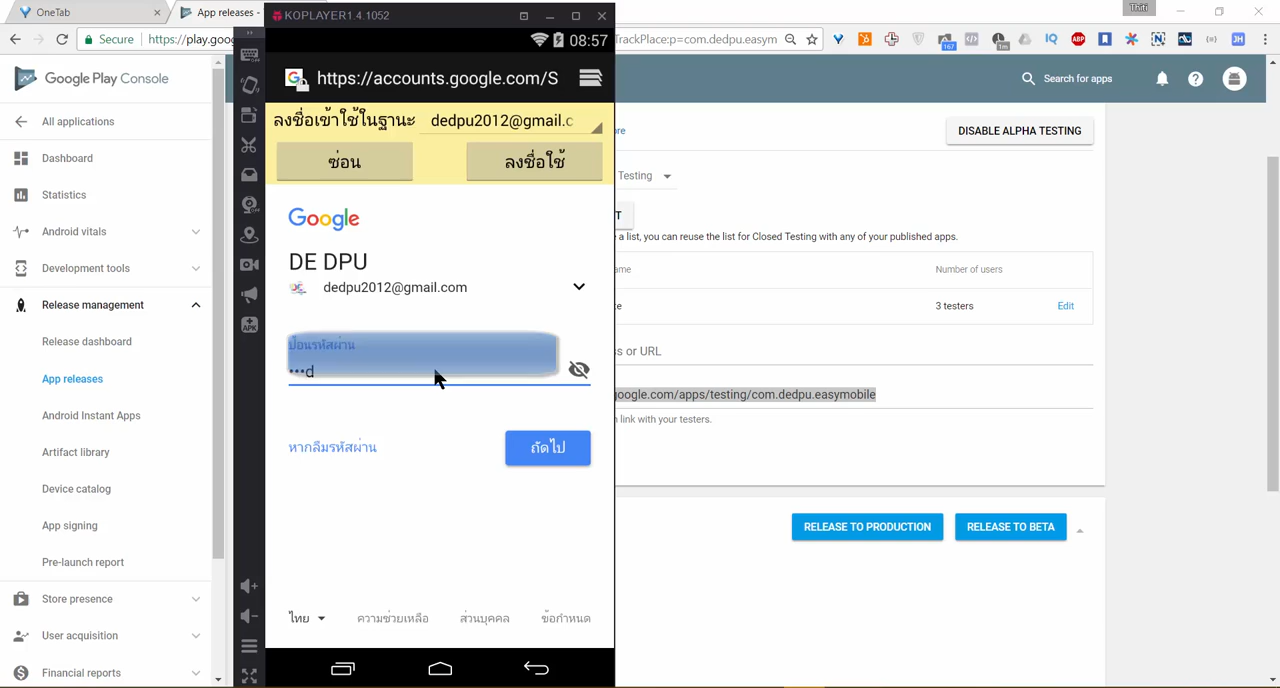 OneTab
App releases -
Thiti
KOPLAYER1.4.1052
Secure
https://play.goog
TrackPlace:p=com.dedpu.easym
08:57
https://accounts.google.com/S
Google Play Console
Search for apps
All applications
Dashboard
Statistics
Android vitals
Development tools
Release management
Release dashboard
App releases
Android Instant Apps
Artifact library
Device catalog
App signing
Pre-launch report
Store presence
User acquisition
Financial reports
ลงชื่อเข้าใช้ในฐานะ
dedpu2012@gmail.c
ซ่อน
ลงชื่อใช้
Google
DE DPU
dedpu2012@gmail.com
ป้อนรหัสผ่าน
•••d
หากลืมรหัสผ่าน
ถัดไป
ไทย
ความช่วยเหลือ
ส่วนบุคคล
ข้อกำหนด
ore
DISABLE ALPHA TESTING
Testing
T
a list, you can reuse the list for Closed Testing with any of your published apps.
ame
Number of users
te
3 testers
Edit
s or URL
google.com/apps/testing/com.dedpu.easymobile
n link with your testers.
RELEASE TO PRODUCTION
RELEASE TO BETA